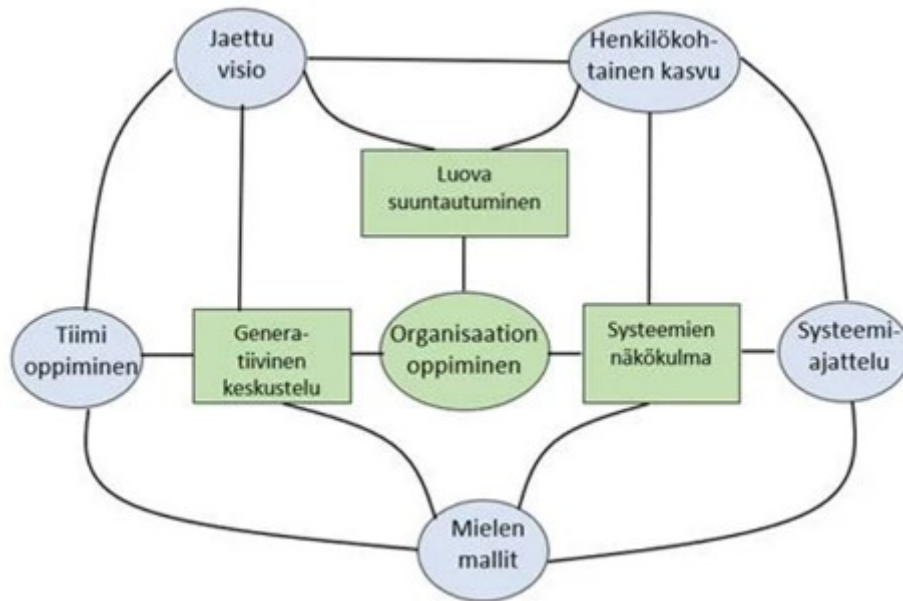 Jaettu
visio
Henkilökoh-
tainen kasvu
Luova
suuntautuminen
Tiimi
oppiminen
Genera-
tiivinen
keskustelu
Organisaation
oppiminen
Systeemien
näkökulma
Systeemi-
ajattelu
Mielen
mallit